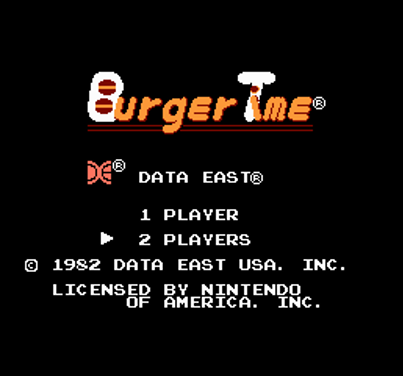 BurgerTime®
® DATA EAST®
1 PLAYER
2 PLAYERS
© 1982 DATA EAST USA. INC.
LICENSED BY NINTENDO
OF AMERICA. INC.